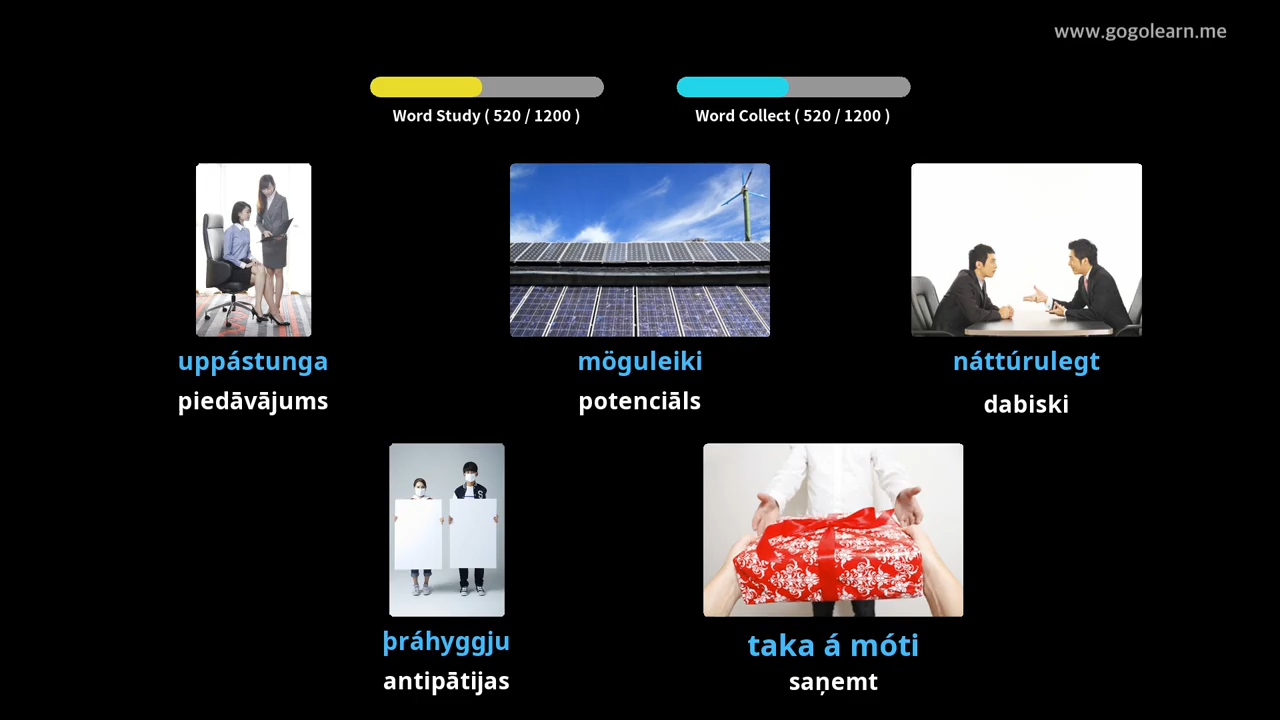 www.gogolearn.me
Word Study ( 520 / 1200 )
Word Collect ( 520 / 1200 )
uppástunga
möguleiki
náttúrulegt
piedāvājums
potenciāls
dabiski
þráhyggju
taka á móti
antipātijas
saņemt